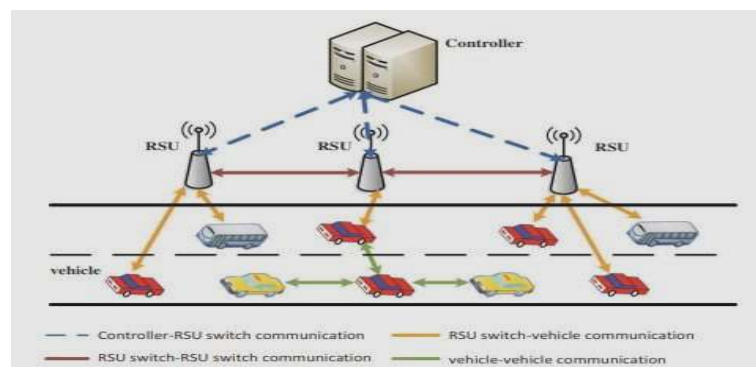 Controller
RSU
RSU
RSU
vehicle
Controller-RSU switch communication
RSU switch-vehicle communication
RSU switch-RSU switch communication
vehicle-vehicle communication